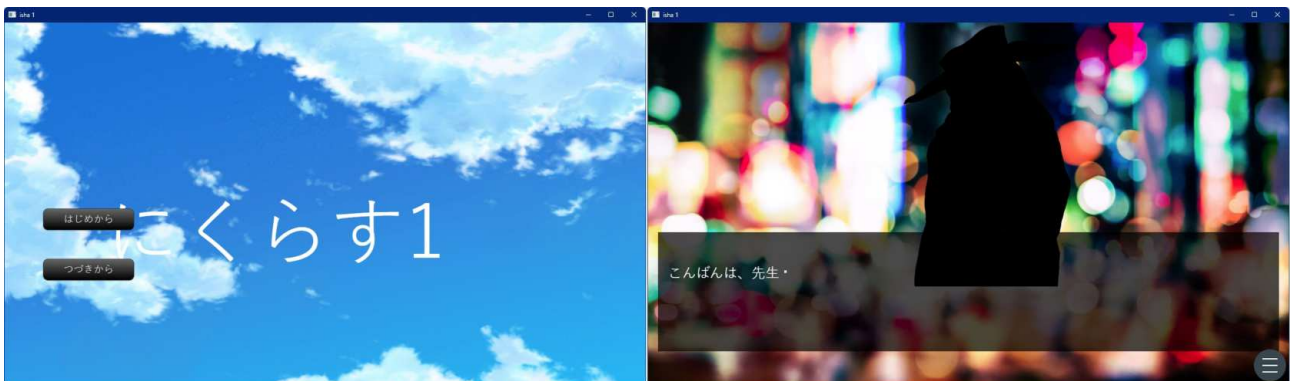 isha 1
はじめから
にくらす1
つづきから
isha 1
こんばんは、先生